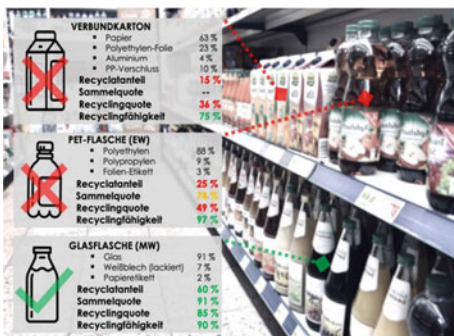 VERBUNDKARTON
▪ Papier 63 %
▪ Polyethylen-Folie 23 %
▪ Aluminium 4 %
▪ PP-Verschluss 10 %
Recyclatanteil 15 %
Sammelquote --
Recyclingquote 36 %
Recyclingfähigkeit 75 %
PET-FLASCHE (EW)
▪ Polyethylen 88 %
▪ Polypropylen 9 %
▪ Folien-Etikett 3 %
Recyclatanteil 25 %
Sammelquote
Recyclingquote 49 %
Recyclingfähigkeit 97 %
GLASFLASCHE (MW)
▪ Glas 91 %
▪ Weißblech (lackiert) 7 %
▪ Papieretikett 2 %
Recyclatanteil 60 %
Sammelquote 91 %
Recyclingquote 85 %
Recyclingfähigkeit 90 %